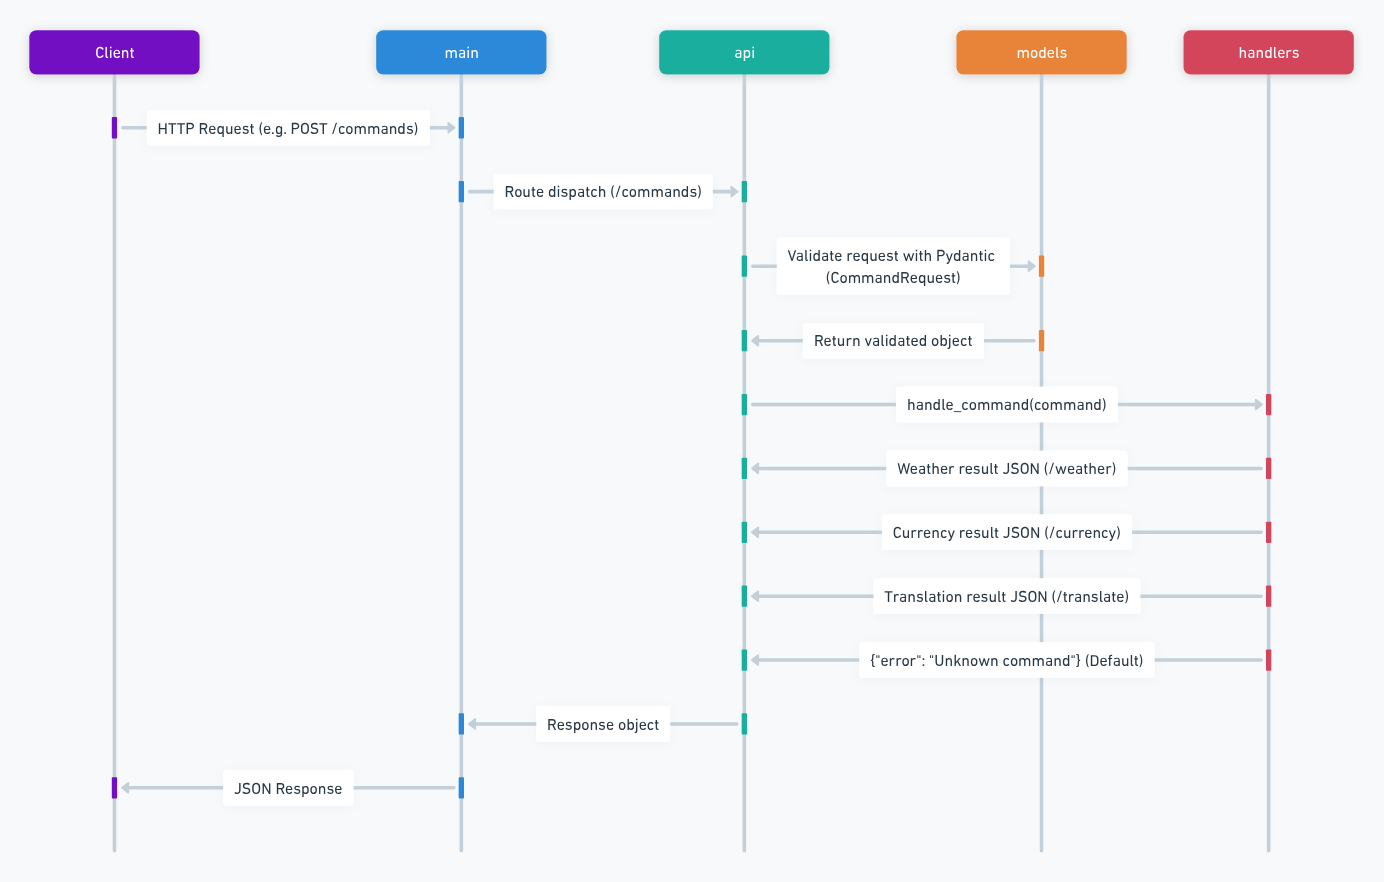 Client
main
api
models
handlers
HTTP Request (e.g. POST /commands)
Route dispatch (/commands)
Validate request with Pydantic
(CommandRequest)
Return validated object
handle_command(command)
Weather result JSON (/weather)
Currency result JSON (/currency)
Translation result JSON (/translate)
{"error": "Unknown command"} (Default)
Response object
JSON Response